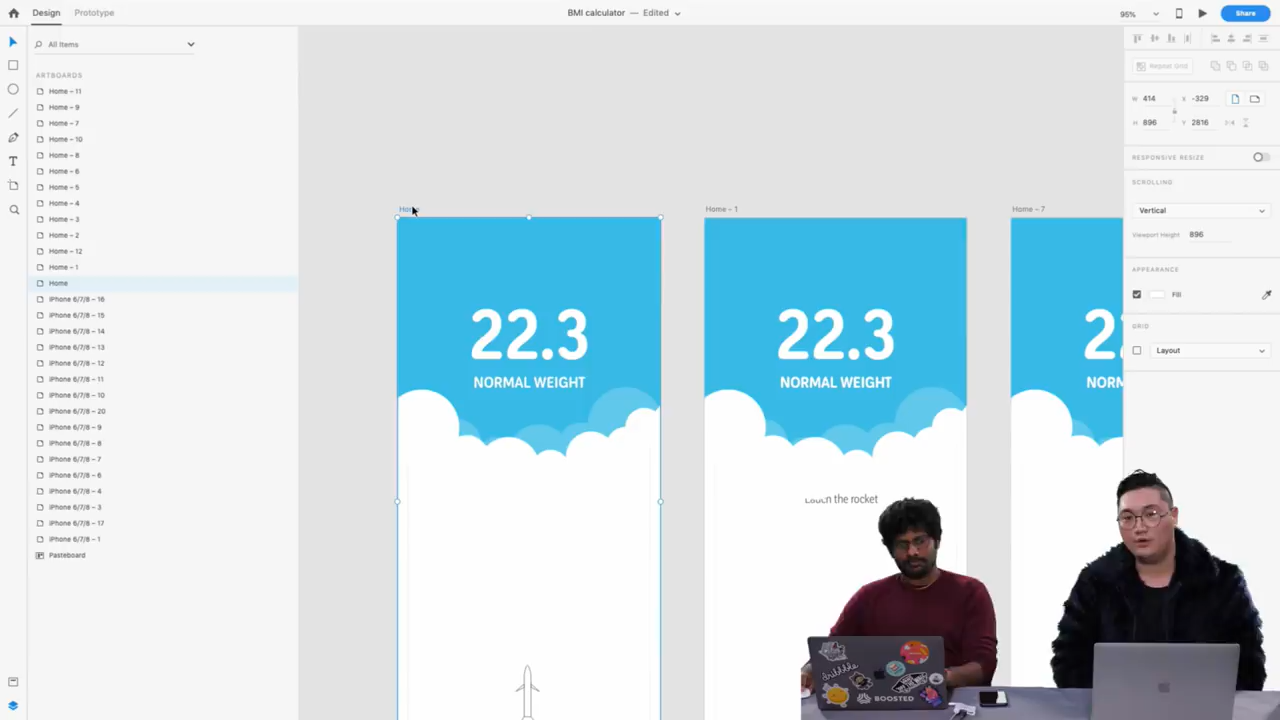 Design Prototype
BMI calculator — Edited
95%
Share
All Items
ARTBOARDS
Home – 11
Home – 9
Home – 7
Home – 10
Home – 8
Home – 6
Home – 5
Home – 4
Home – 3
Home – 2
Home – 12
Home – 1
Home
iPhone 6/7/8 – 16
iPhone 6/7/8 – 15
iPhone 6/7/8 – 14
iPhone 6/7/8 – 13
iPhone 6/7/8 – 12
iPhone 6/7/8 – 11
iPhone 6/7/8 – 10
iPhone 6/7/8 – 20
iPhone 6/7/8 – 9
iPhone 6/7/8 – 8
iPhone 6/7/8 – 7
iPhone 6/7/8 – 6
iPhone 6/7/8 – 4
iPhone 6/7/8 – 3
iPhone 6/7/8 – 17
iPhone 6/7/8 – 1
Pasteboard
T
Home – 1
Home – 7
22.3
NORMAL WEIGHT
22.3
NORMAL WEIGHT
the rocket
2
NORM
Repeat Grid
W 414 X -329
H 896 Y 2816
RESPONSIVE RESIZE
SCROLLING
Vertical
Viewport Height 896
APPEARANCE
Fill
GRID
Layout
dribbble
BOOSTED